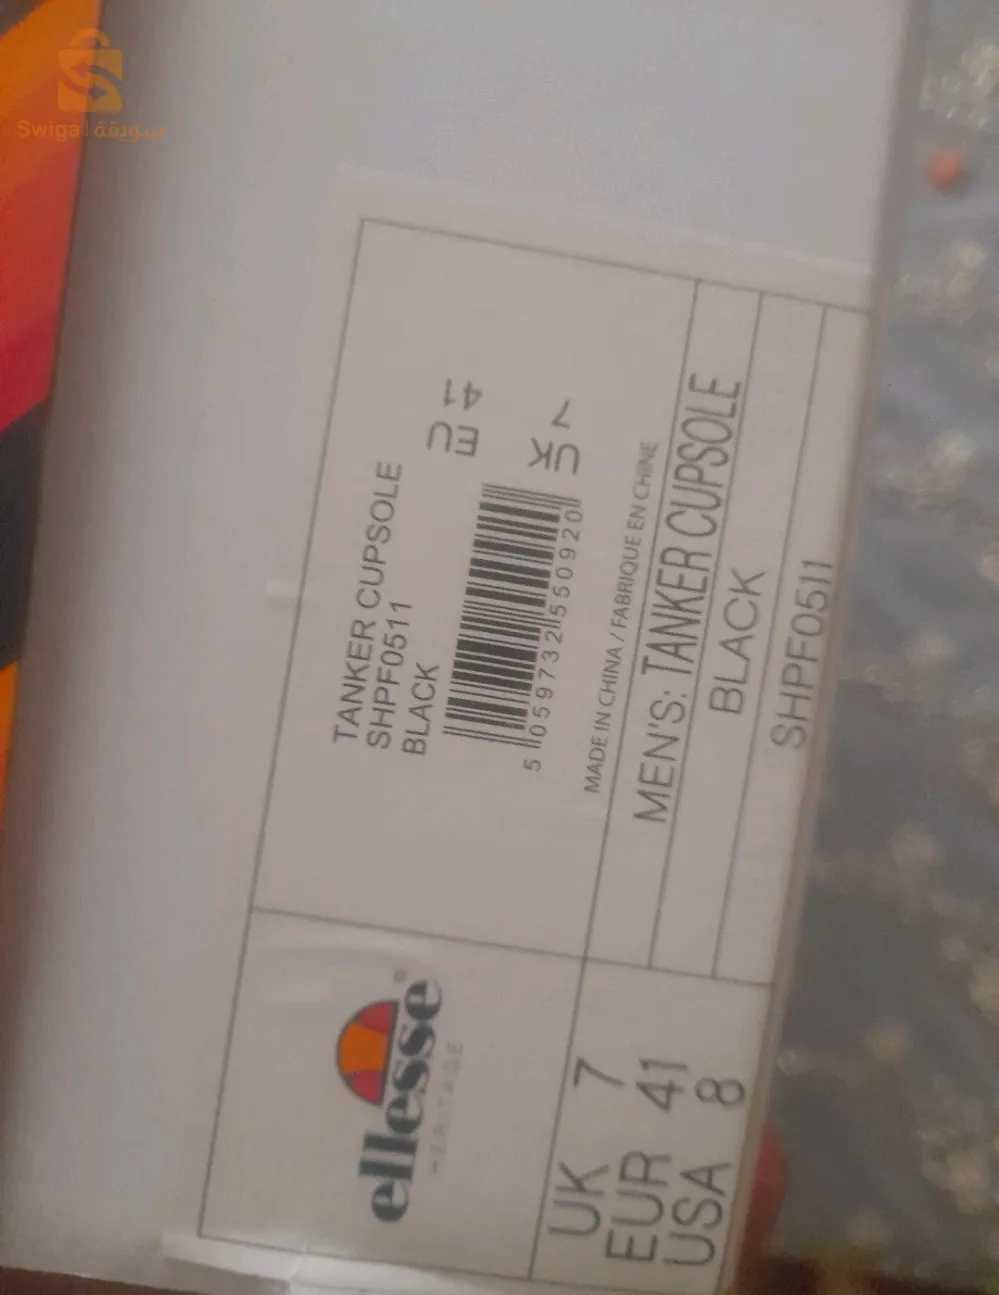 Swiga | سويقة
TANKER CUPSOLE
SHPF0511
BLACK
EU
41
UK
7
5 059732 550920
MADE IN CHINA / FABRIQUE EN CHINE
MEN'S: TANKER CUPSOLE
BLACK
SHPF0511
ellesse®
HERITAGE
UK 7
EUR 41
USA 8